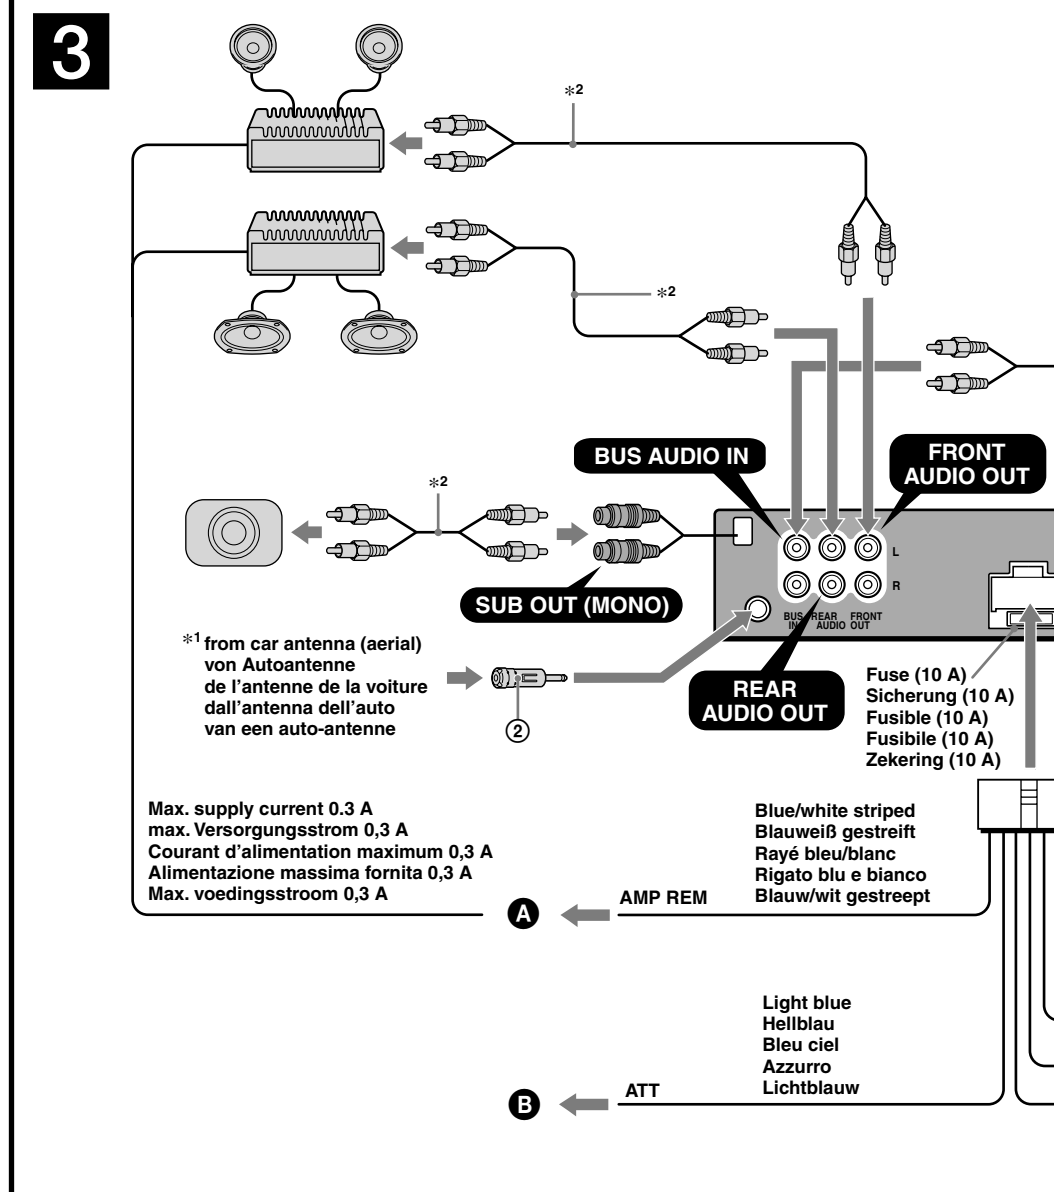 3
*2
*2
BUS AUDIO IN
FRONT
AUDIO OUT
*2
L
SUB OUT (MONO)
R
BUS REAR FRONT
IN AUDIO OUT
*1 from car antenna (aerial)
von Autoantenne
de l’antenne de la voiture
dall’antenna dell’auto
van een auto-antenne
2
REAR
AUDIO OUT
Fuse (10 A)
Sicherung (10 A)
Fusible (10 A)
Fusibile (10 A)
Zekering (10 A)
Max. supply current 0.3 A
max. Versorgungsstrom 0,3 A
Courant d’alimentation maximum 0,3 A
Alimentazione massima fornita 0,3 A
Max. voedingsstroom 0,3 A
Blue/white striped
Blauweiß gestreift
Rayé bleu/blanc
Rigato blu e bianco
Blauw/wit gestreept
A
AMP REM
Light blue
Hellblau
Bleu ciel
Azzurro
Lichtblauw
B
ATT